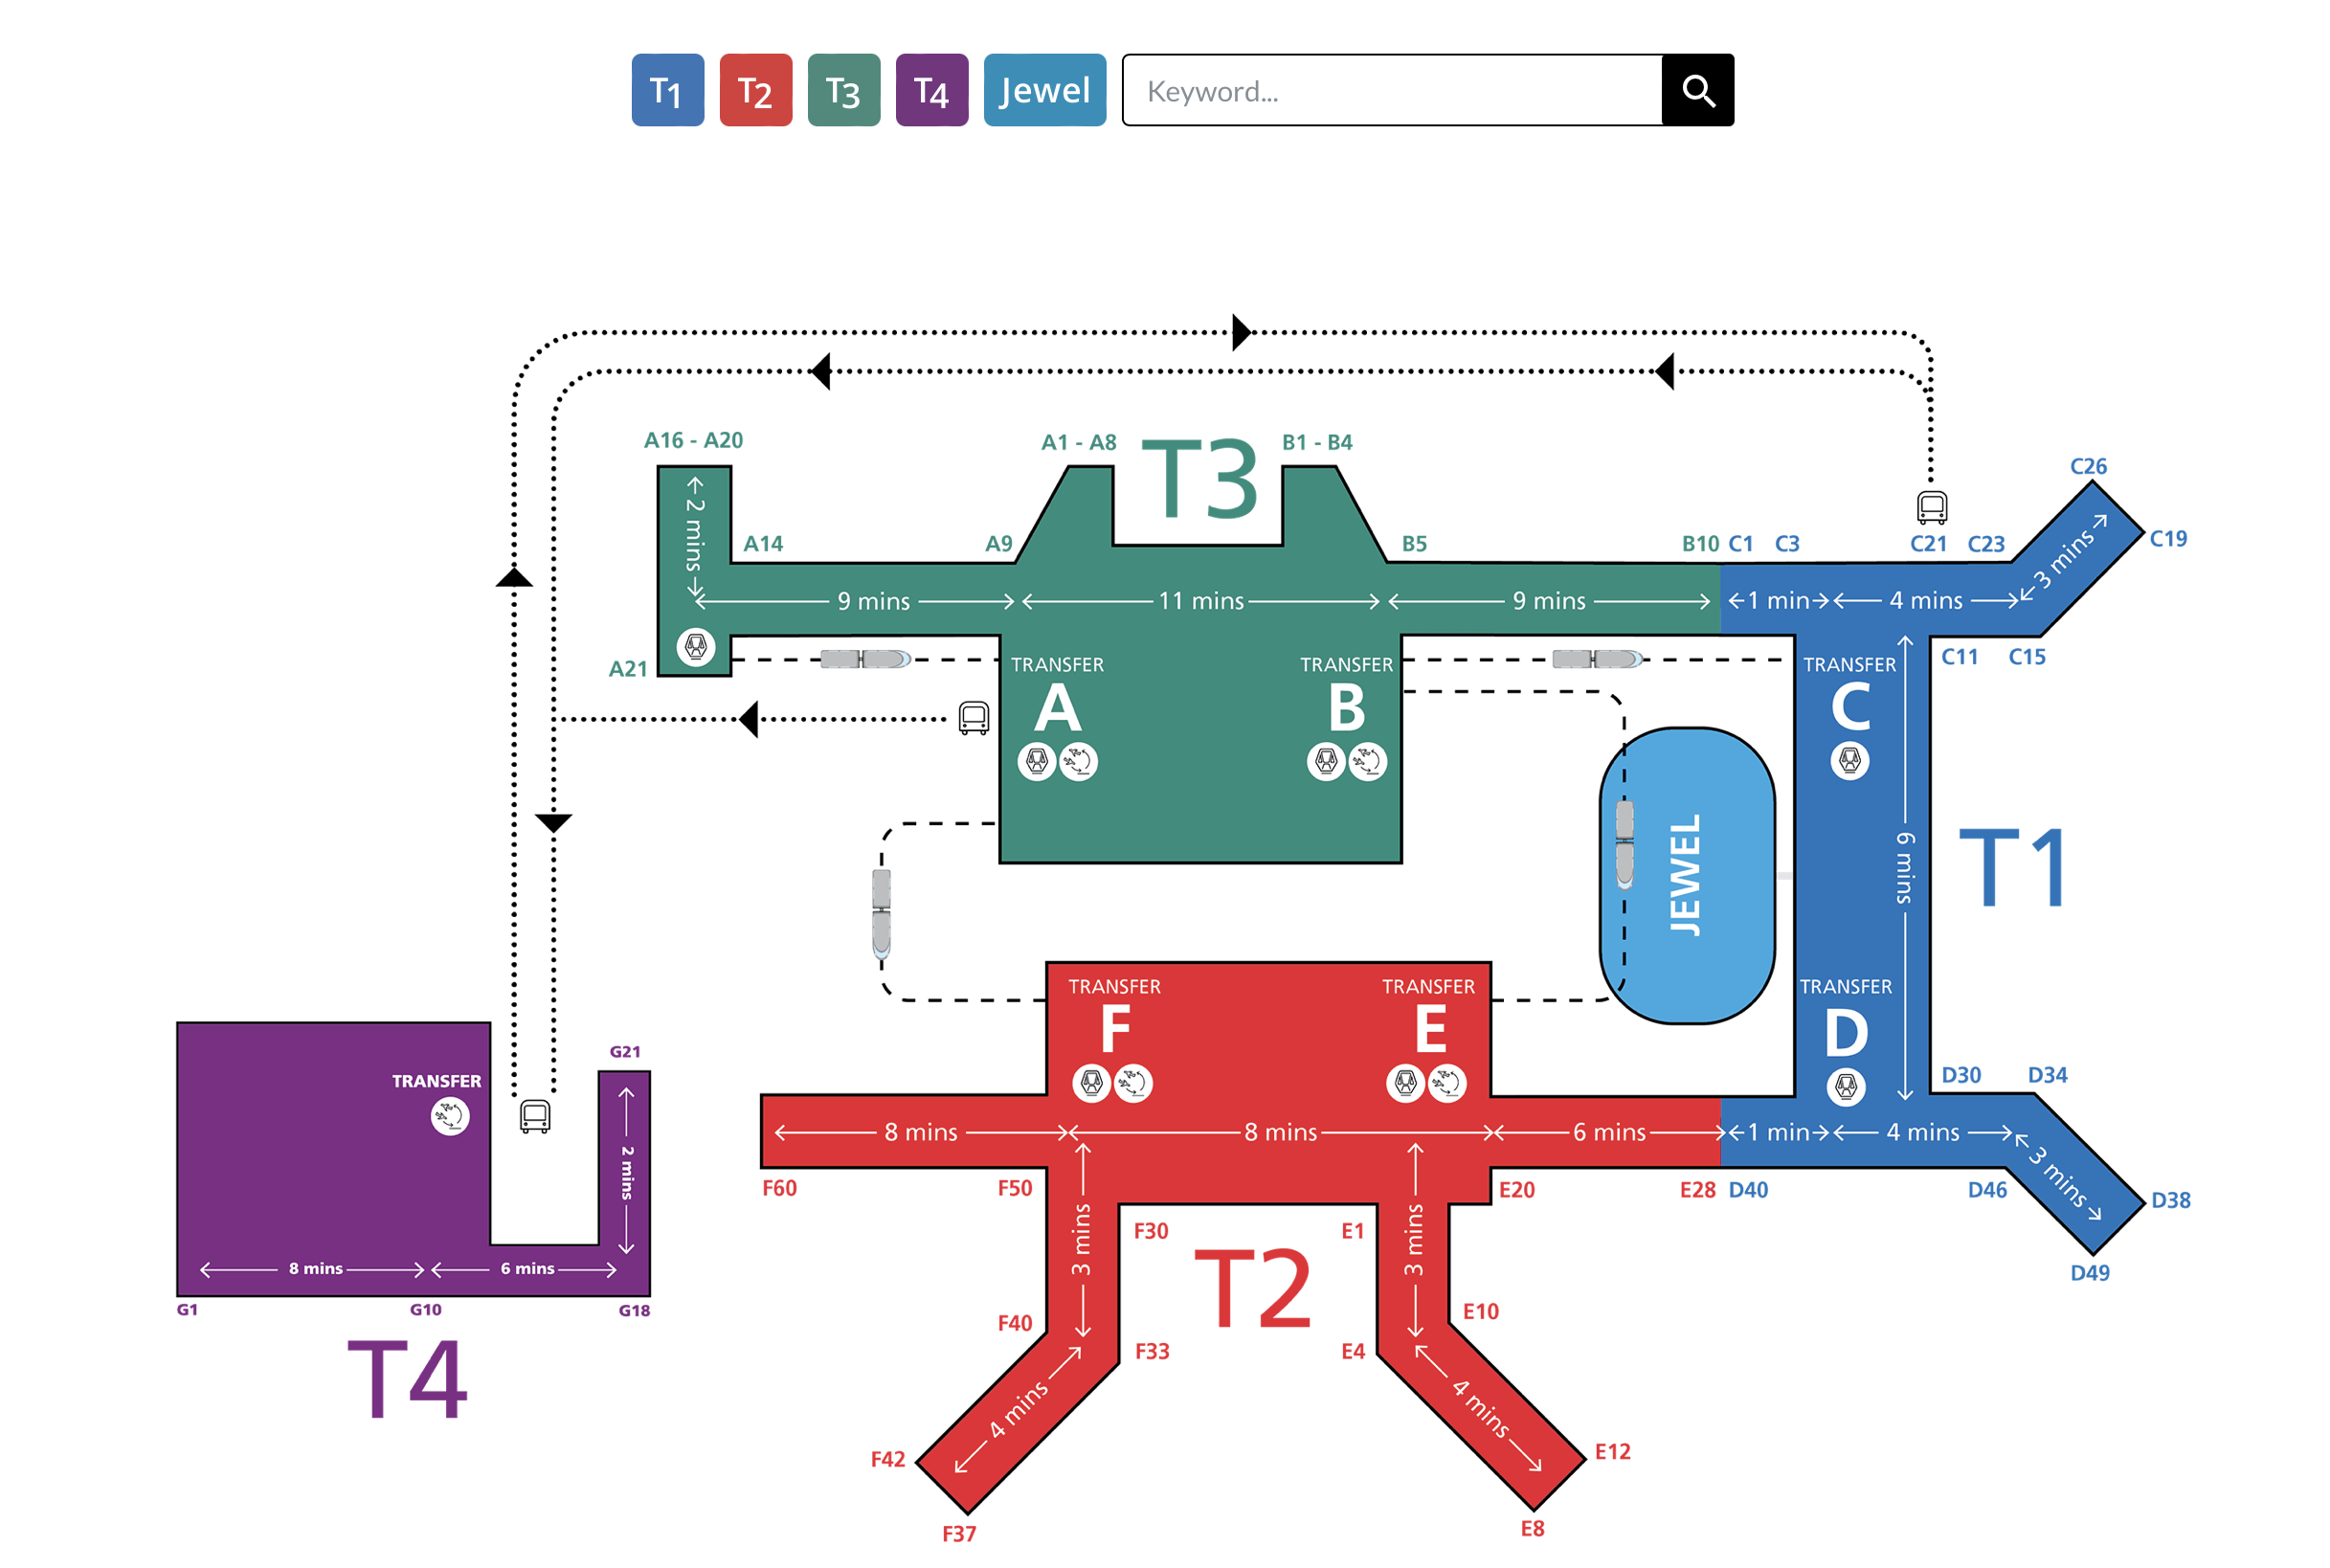 T1 T2 T3 T4 Jewel Keyword...
A16 - A20
A1 - A8
T3
B1 - B4
C26
2 mins
A14
A9
B5
B10
C1
C3
C21
C23
C19
3 mins
9 mins
11 mins
9 mins
1 min
4 mins
A21
TRANSFER
A
TRANSFER
B
TRANSFER
C
C11
C15
6 mins
T1
JEWEL
TRANSFER
F
TRANSFER
E
TRANSFER
D
D30
D34
G21
TRANSFER
2 mins
8 mins
8 mins
6 mins
1 min
4 mins
3 mins
F60
F50
E20
E28
D40
D46
D38
D49
3 mins
F30
E1
3 mins
T2
8 mins
6 mins
G1
G10
G18
T4
F40
F33
E4
E10
4 mins
4 mins
F42
F37
E12
E8